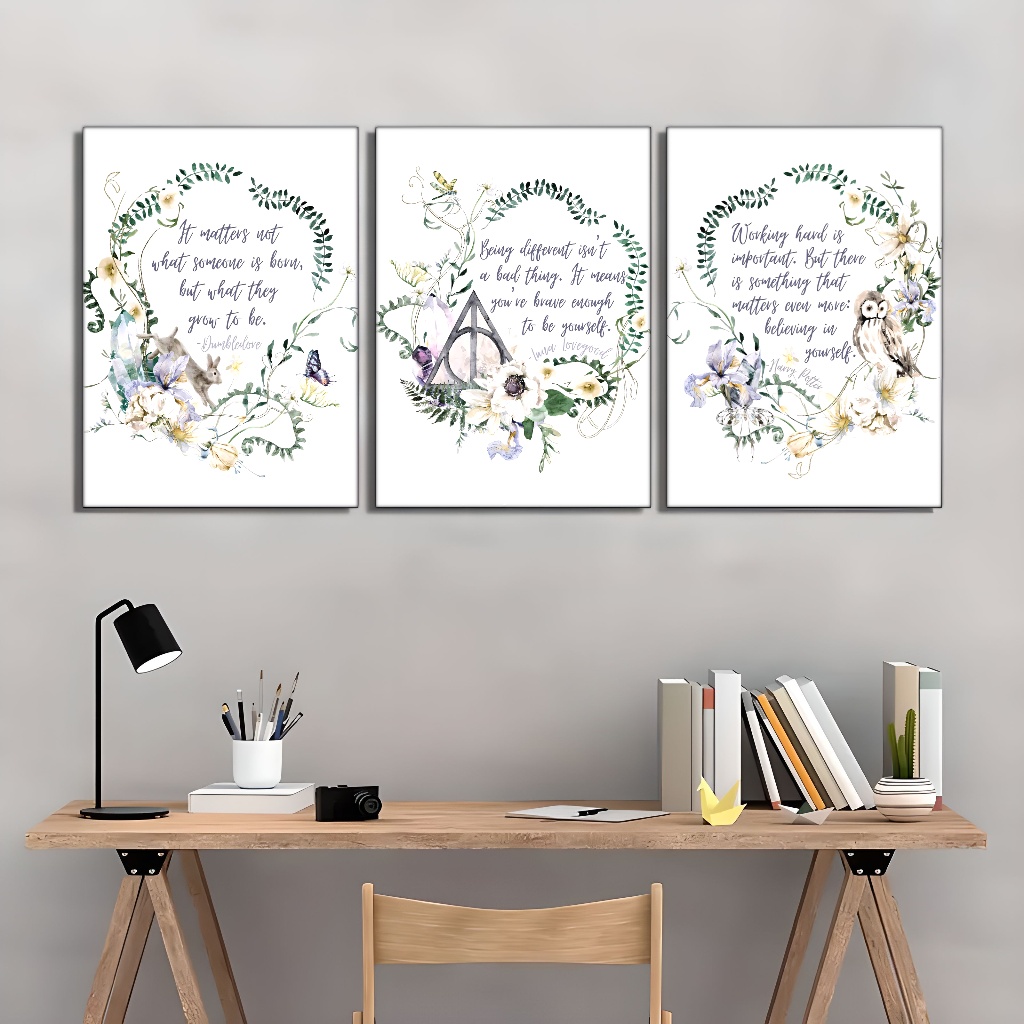 It matters not
what someone is born,
but what they
grow to be.
-Dumbledore
Being different isn't
a bad thing. It means
you've brave enough
to be yourself.
-Luna Lovegood
Working hard is
important. But there
is something that
matters even more:
believing in
yourself.
-Harry Potter